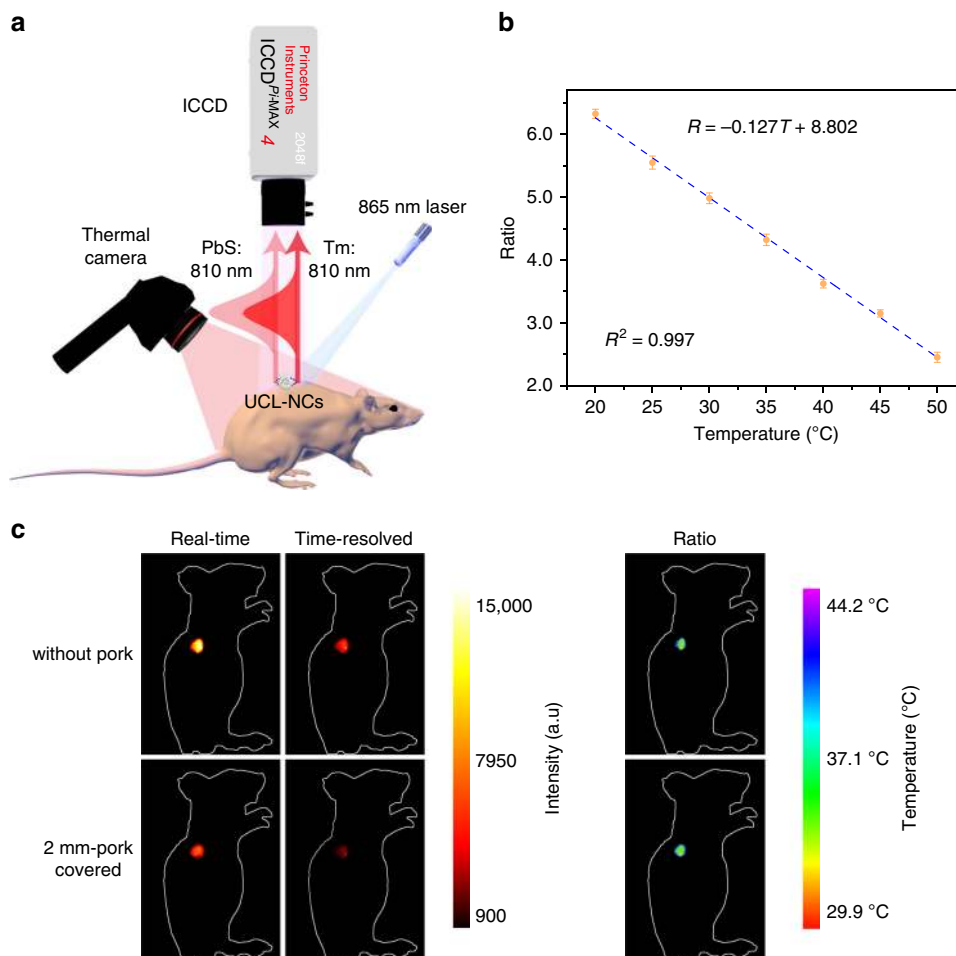 a
ICCD
Princeton
Instruments
ICCD Pi-MAX 4
2048f
865 nm laser
Thermal
camera
PbS:
810 nm
Tm:
810 nm
UCL-NCs
b
R = –0.127T + 8.802
R² = 0.997
Ratio
6.0
5.0
4.0
3.0
2.0
20 25 30 35 40 45 50
Temperature (°C)
c
Real-time Time-resolved Ratio
without pork
2 mm-pork
covered
15,000
7950
900
Intensity (a.u)
44.2 °C
37.1 °C
29.9 °C
Temperature (°C)